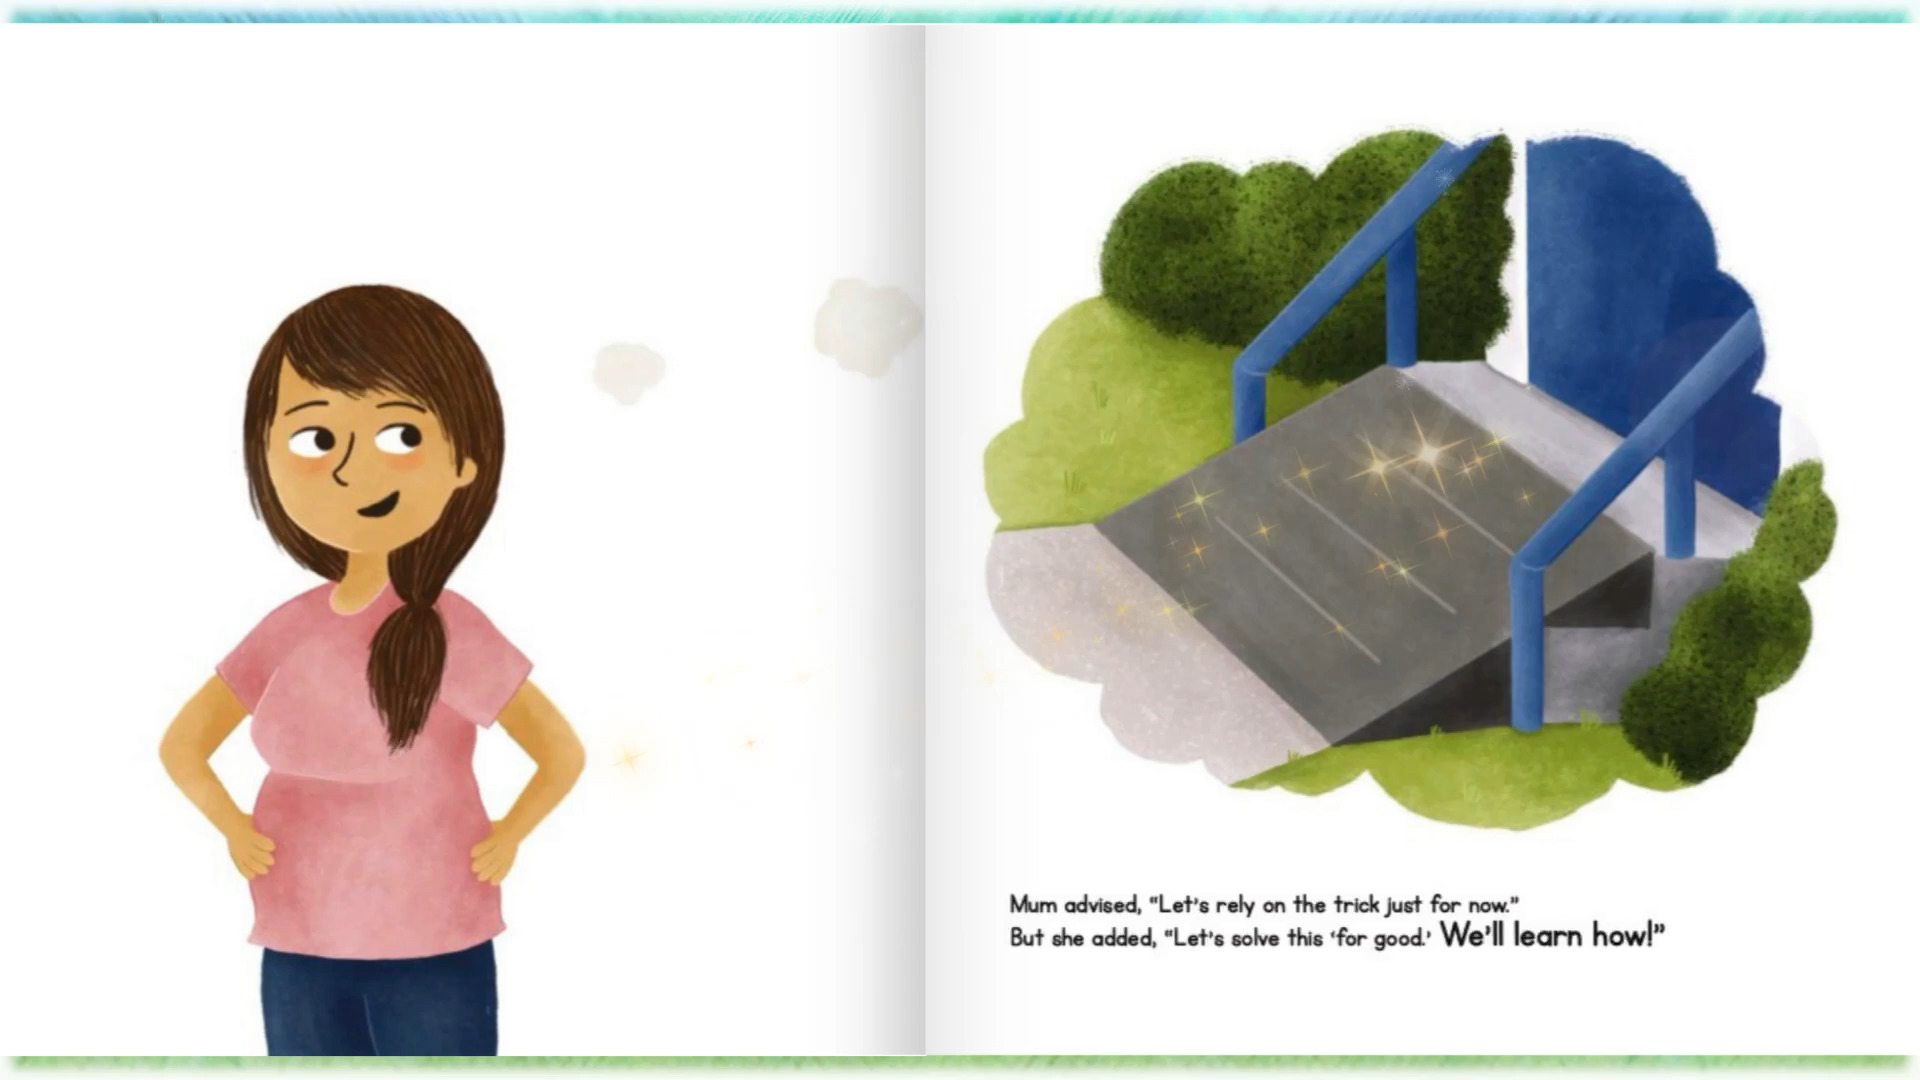 Mum advised, “Let’s rely on the trick just for now.”
But she added, “Let’s solve this ‘for good.’ We’ll learn how!”